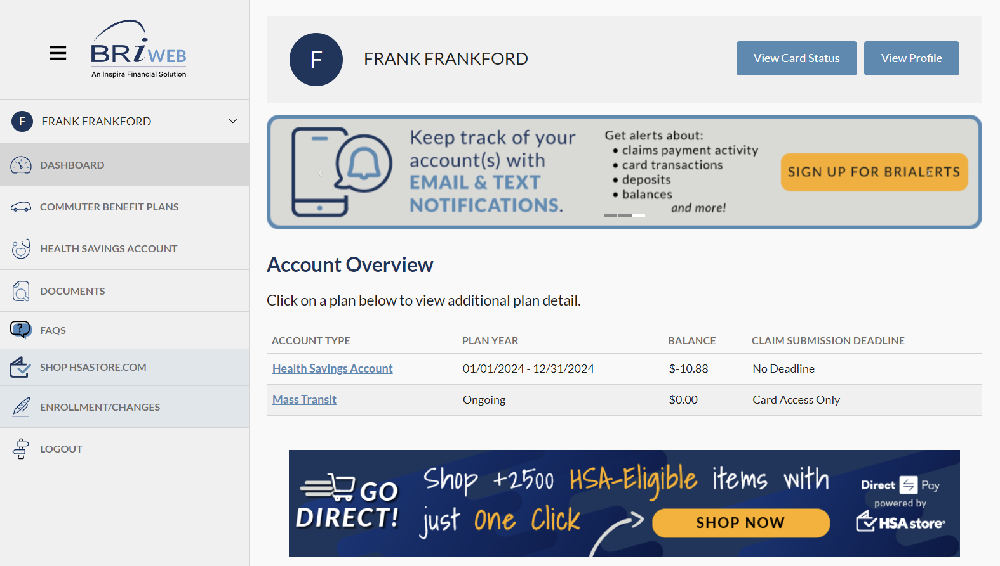 BRiWEB
An Inspira Financial Solution
F FRANK FRANKFORD
DASHBOARD
COMMUTER BENEFIT PLANS
HEALTH SAVINGS ACCOUNT
DOCUMENTS
? FAQS
SHOP HSASTORE.COM
ENROLLMENT/CHANGES
LOGOUT
F FRANK FRANKFORD
View Card Status View Profile
Keep track of your
account(s) with
EMAIL & TEXT
NOTIFICATIONS.
Get alerts about:
• claims payment activity
• card transactions
• deposits
• balances
and more!
SIGN UP FOR BRIALERTS
Account Overview
Click on a plan below to view additional plan detail.
ACCOUNT TYPE PLAN YEAR BALANCE CLAIM SUBMISSION DEADLINE
Health Savings Account 01/01/2024 - 12/31/2024 $-10.88 No Deadline
Mass Transit Ongoing $0.00 Card Access Only
GO
DIRECT!
Shop +2500 HSA-Eligible items with
just One Click
SHOP NOW
Direct Pay
powered by
HSA store